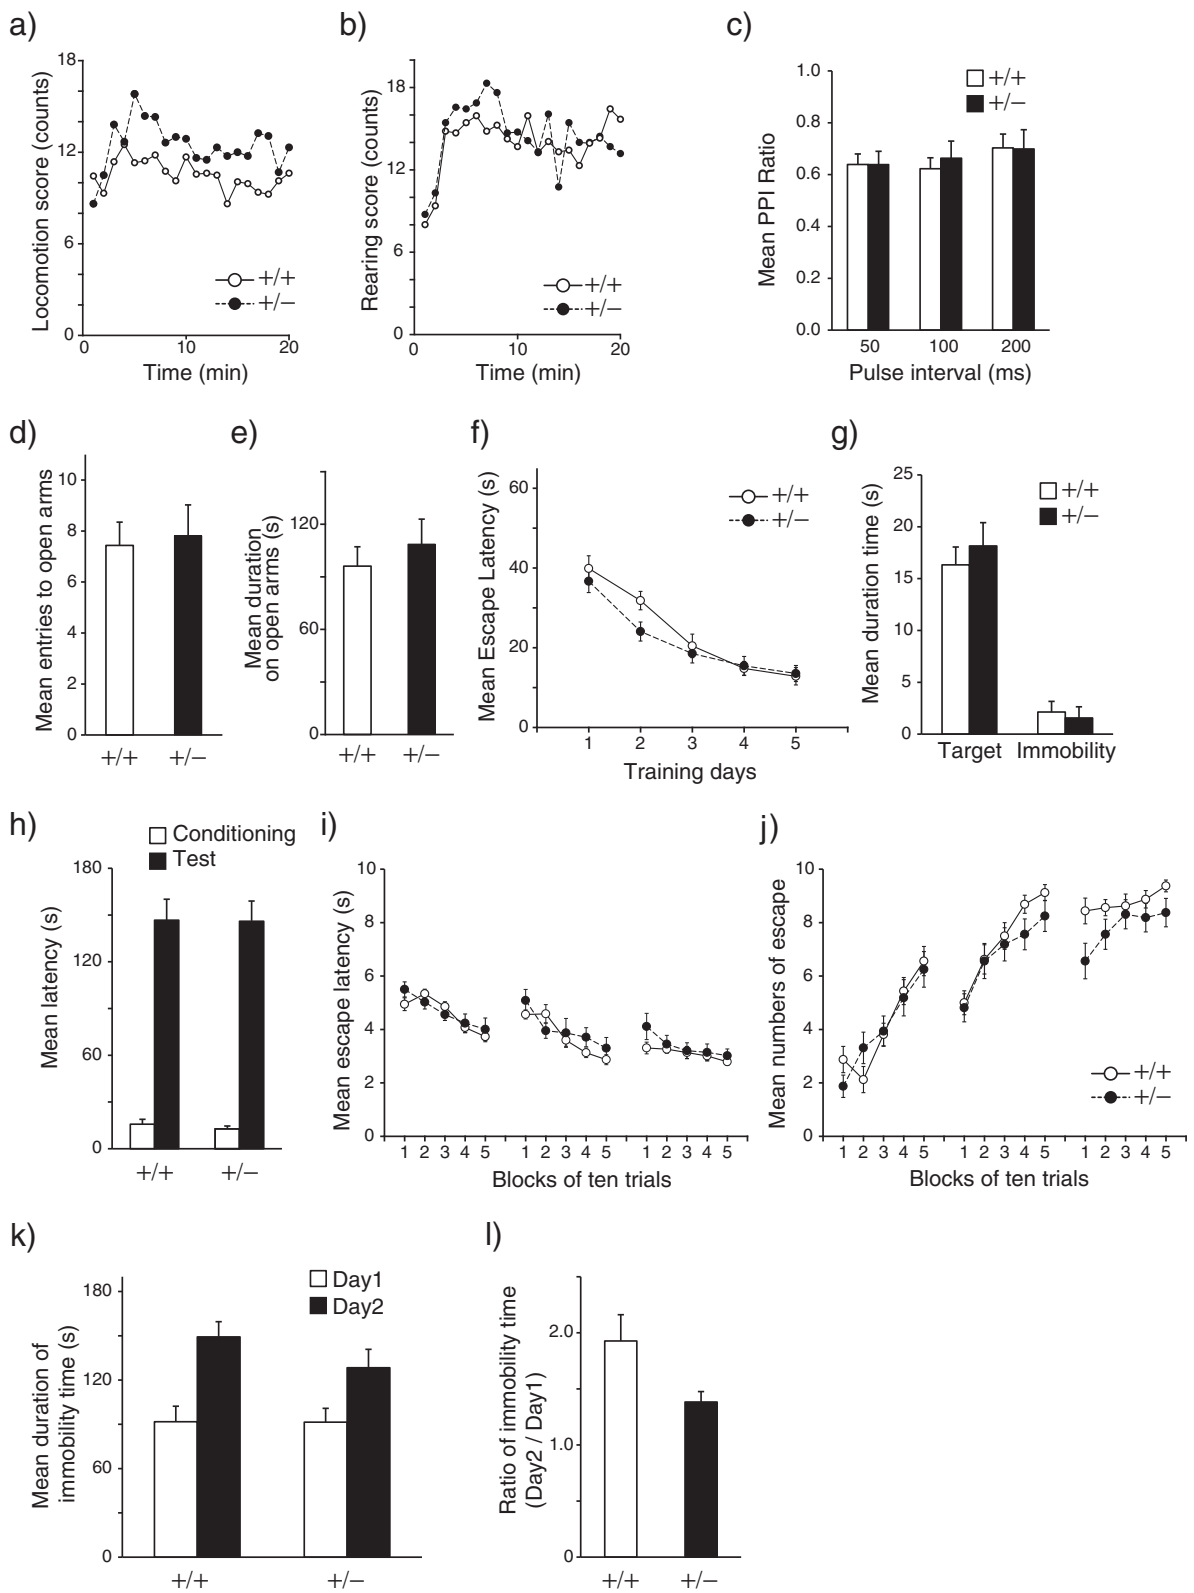 a)
18
12
6
0
0
10
20
Locomotion score (counts)
Time (min)
+/+
+/−
b)
18
12
6
0
0
10
20
Rearing score (counts)
Time (min)
+/+
+/−
c)
1.0
0.8
0.6
0.4
0.2
0.0
50
100
200
Mean PPI Ratio
Pulse interval (ms)
+/+
+/−
d)
10
8
6
4
2
0
Mean entries to open arms
+/+
+/−
e)
120
60
0
Mean duration
on open arms (s)
+/+
+/−
f)
60
40
20
0
1
2
3
4
5
Mean Escape Latency (s)
Training days
+/+
+/−
g)
25
20
15
10
5
0
Mean duration time (s)
Target
Immobility
+/+
+/−
h)
Conditioning
Test
180
120
60
0
Mean latency (s)
+/+
+/−
i)
10
8
6
4
2
0
Mean escape latency (s)
1 2 3 4 5 1 2 3 4 5 1 2 3 4 5
Blocks of ten trials
j)
10
8
6
4
2
0
Mean numbers of escape
+/+
+/−
1 2 3 4 5 1 2 3 4 5 1 2 3 4 5
Blocks of ten trials
k)
Day1
Day2
180
120
60
0
Mean duration of
immobility time (s)
+/+
+/−
l)
2.0
1.0
0
Ratio of immobility time
(Day2 / Day1)
+/+
+/−